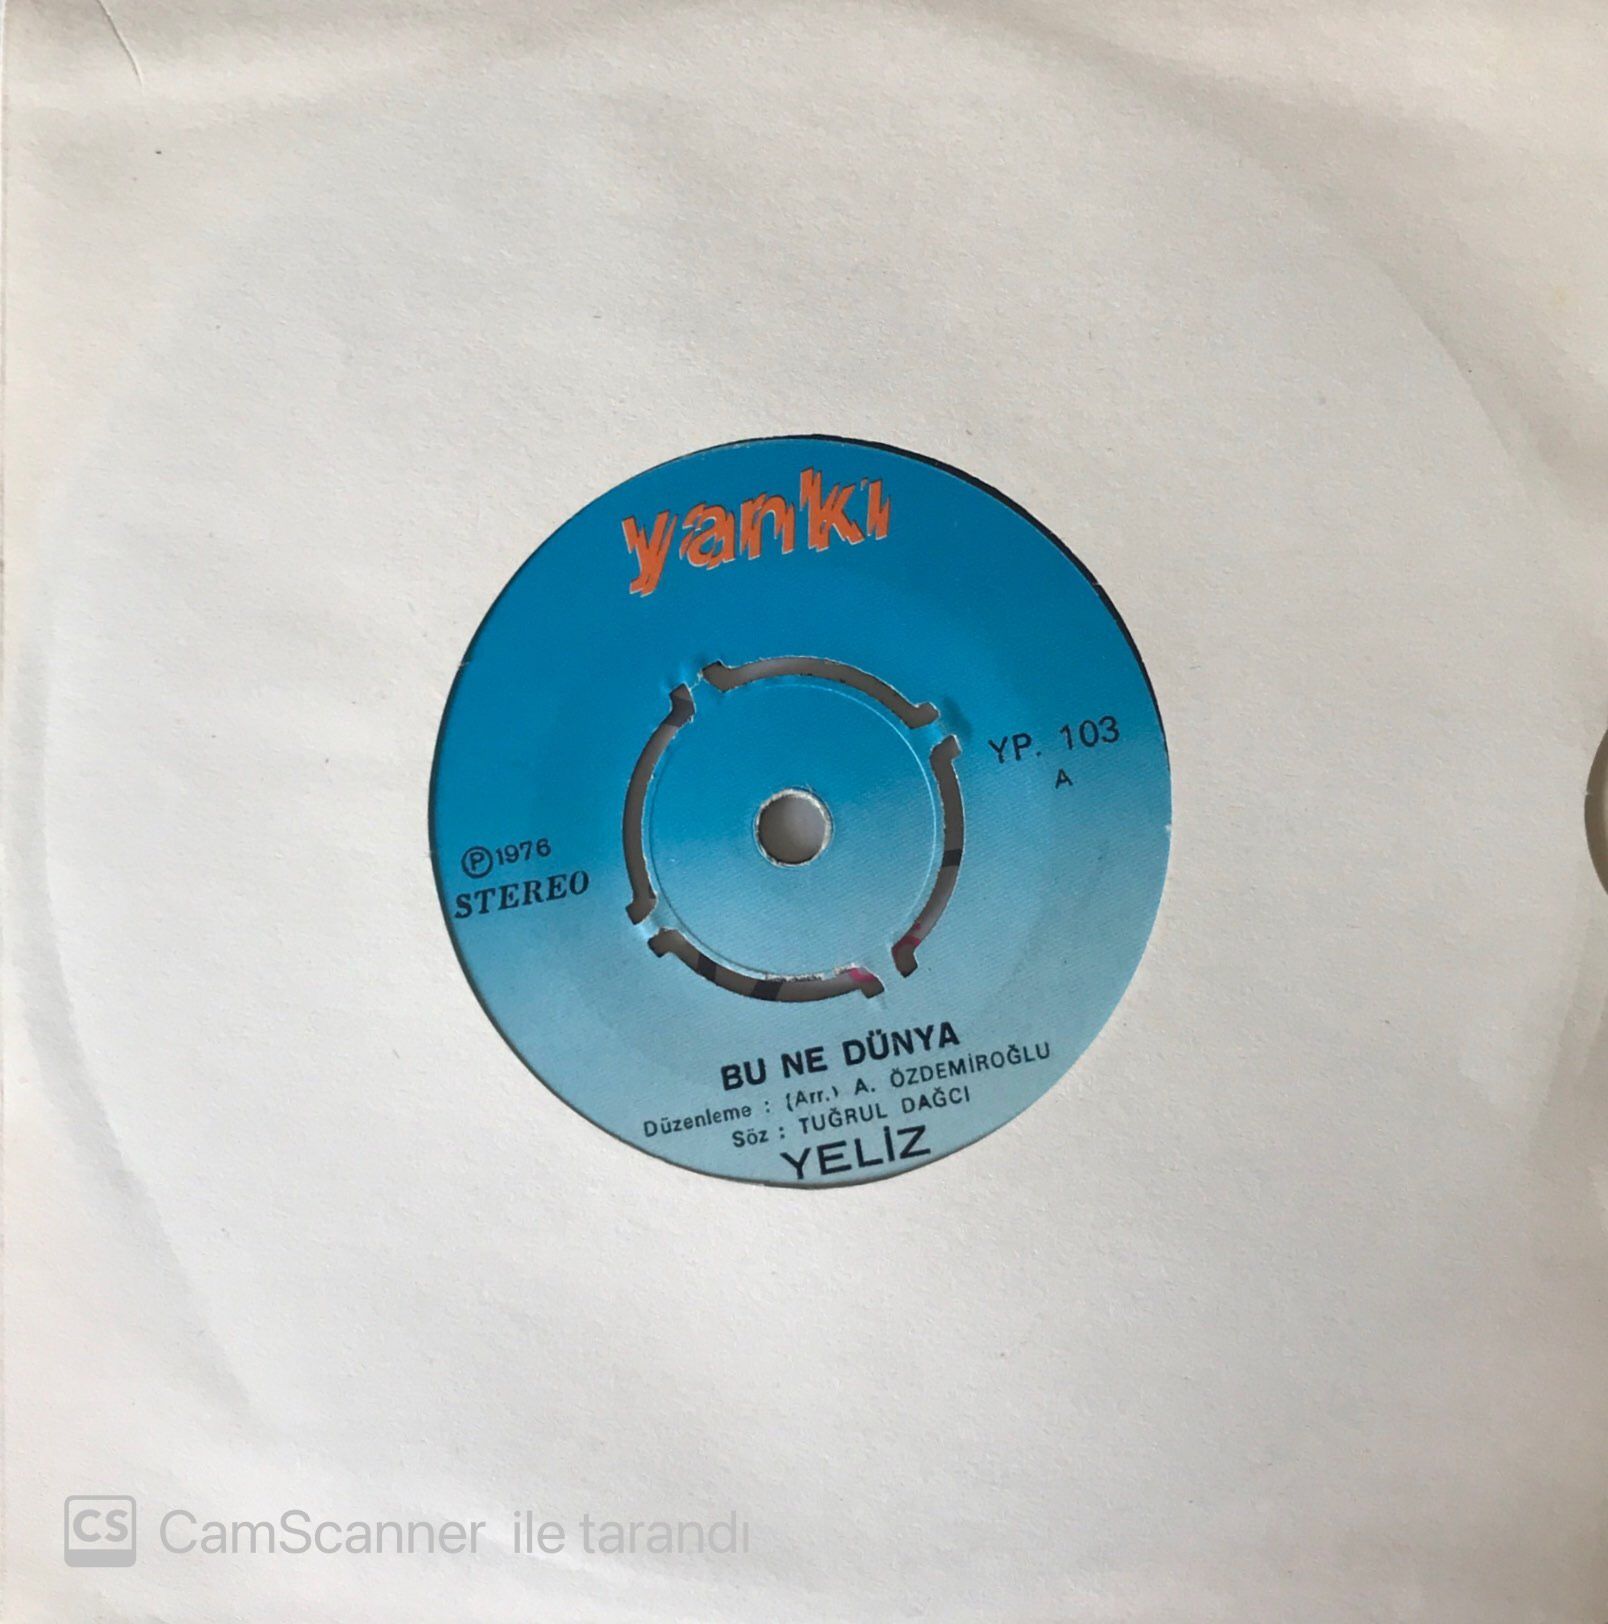 yankı
YP. 103
A
Ⓟ1976
STEREO
BU NE DÜNYA
Düzenleme : (Arr.) A. ÖZDEMİROĞLU
Söz : TUĞRUL DAĞCI
YELİZ
CS CamScanner ile tarandı